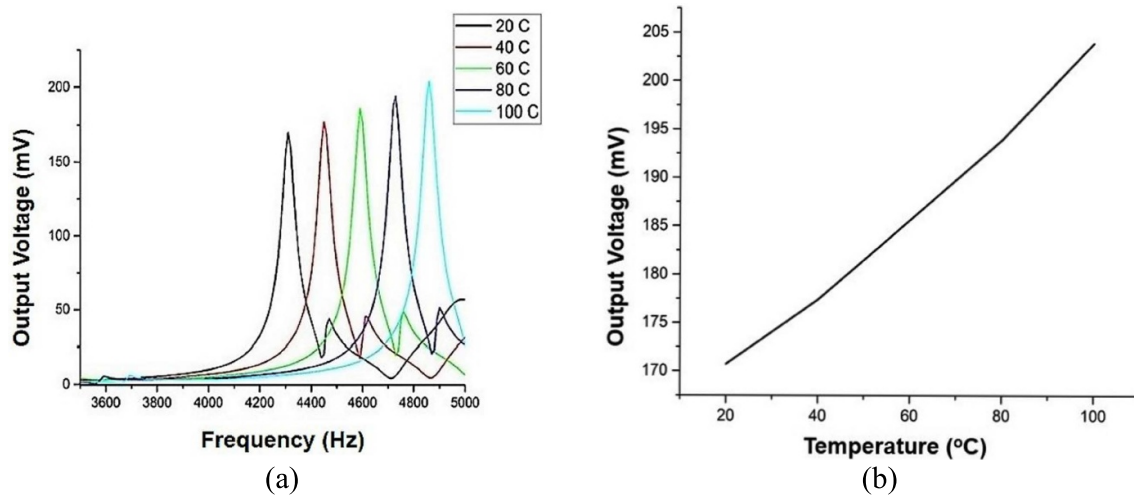 20 C
40 C
60 C
80 C
100 C
200
150
100
50
0
Output Voltage (mV)
3600
4000
4200
4400
4600
4800
5000
Frequency (Hz)
(a)
205
200
195
190
185
180
175
170
Output Voltage (mV)
20
40
60
80
100
Temperature (ºC)
(b)